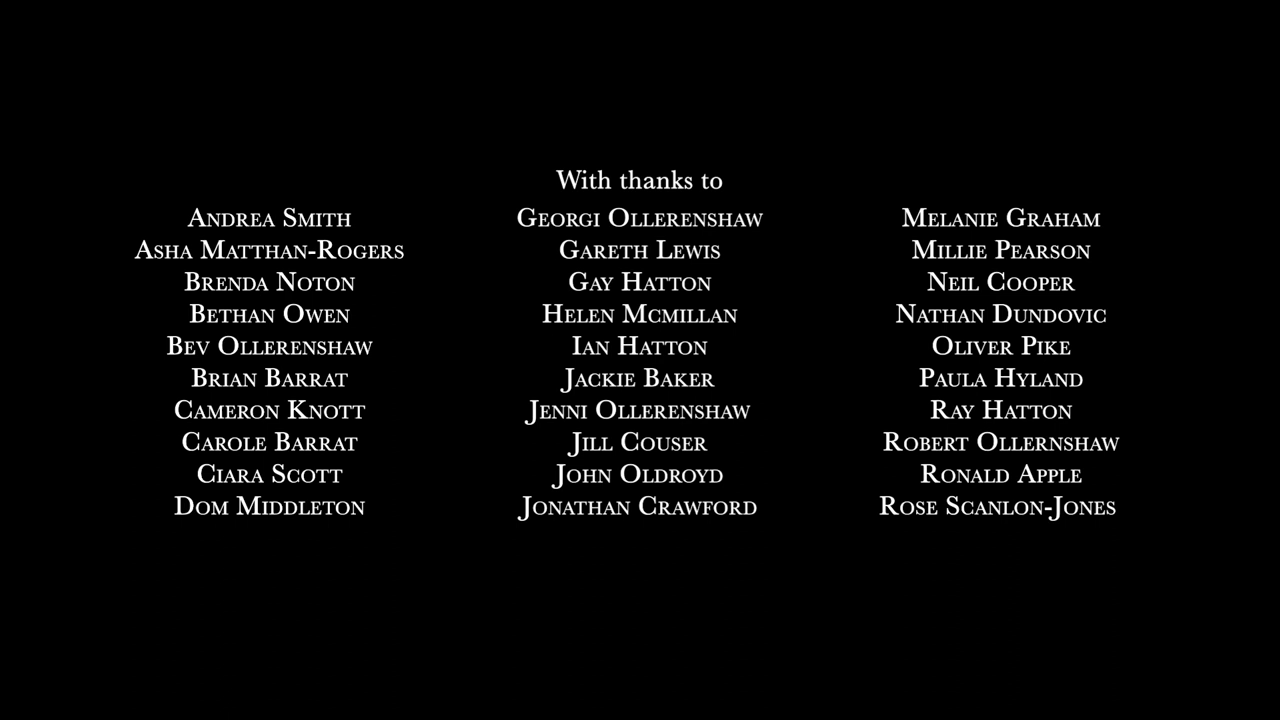 With thanks to
Andrea Smith
Asha Matthan-Rogers
Brenda Noton
Bethan Owen
Bev Ollerenshaw
Brian Barrat
Cameron Knott
Carole Barrat
Ciara Scott
Dom Middleton
Georgi Ollerenshaw
Gareth Lewis
Gay Hatton
Helen Mcmillan
Ian Hatton
Jackie Baker
Jenni Ollerenshaw
Jill Couser
John Oldroyd
Jonathan Crawford
Melanie Graham
Millie Pearson
Neil Cooper
Nathan Dundovic
Oliver Pike
Paula Hyland
Ray Hatton
Robert Ollernshaw
Ronald Apple
Rose Scanlon-Jones